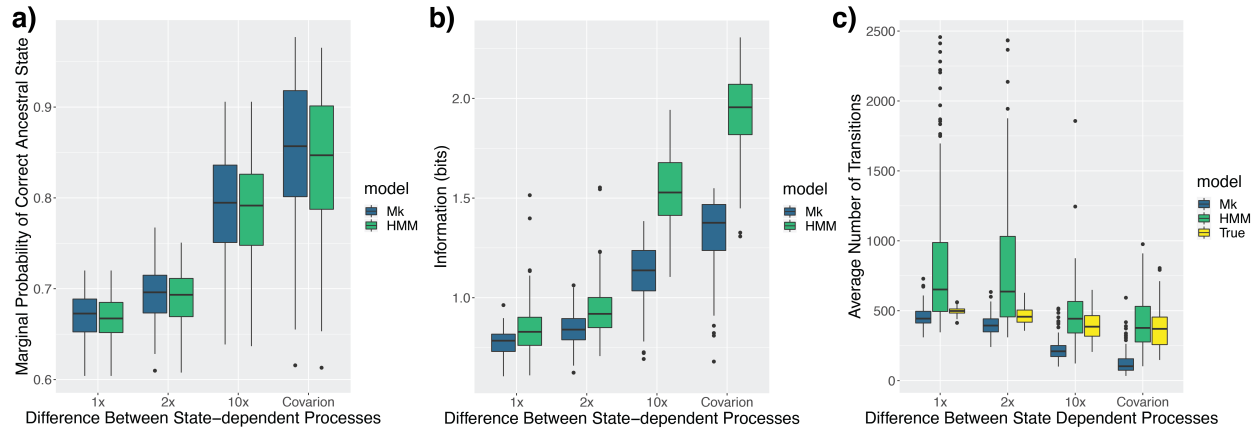 a)
Marginal Probability of Correct Ancestral State
0.9
0.8
0.7
0.6
1x 2x 10x Covarion
Difference Between State−dependent Processes
model
Mk
HMM
b)
Information (bits)
2.0
1.5
1.0
1x 2x 10x Covarion
Difference Between State−dependent Processes
model
Mk
HMM
c)
Average Number of Transitions
2500
2000
1500
1000
500
0
1x 2x 10x Covarion
Difference Between State Dependent Processes
model
Mk
HMM
True